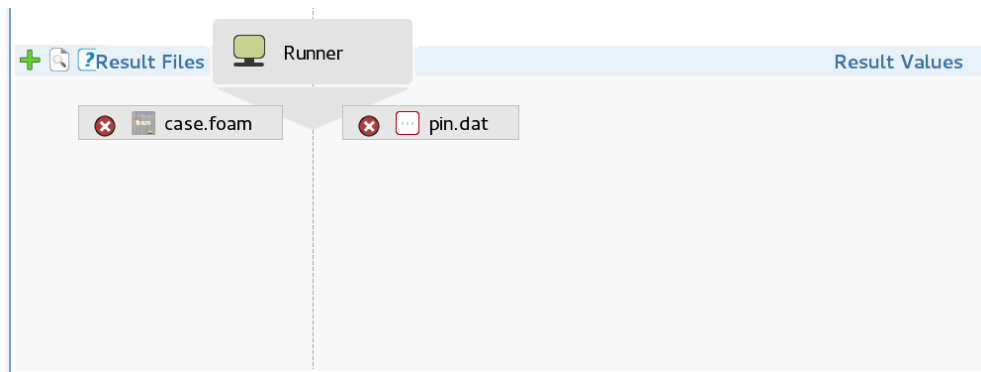 Runner
Result Files
Result Values
case.foam
pin.dat